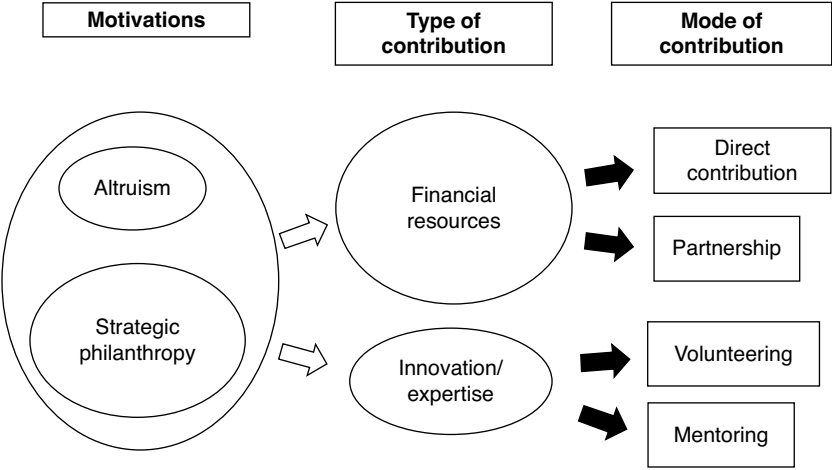 Motivations
Type of
contribution
Mode of
contribution
Altruism
Strategic
philanthropy
Financial
resources
Innovation/
expertise
Direct
contribution
Partnership
Volunteering
Mentoring